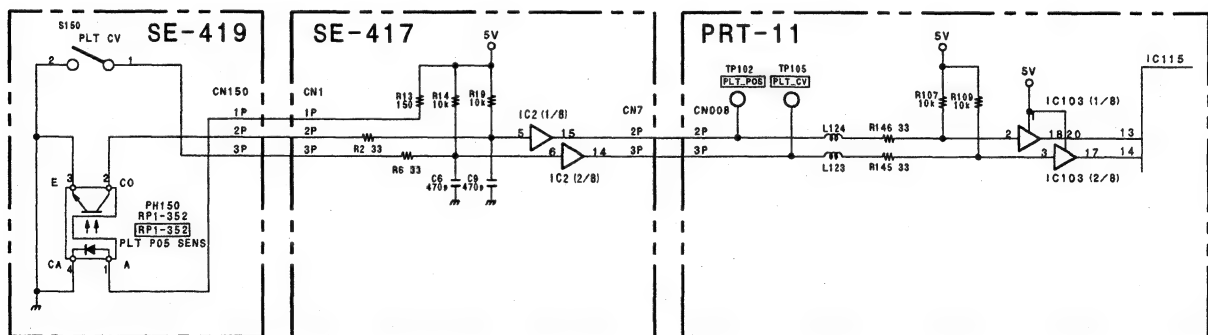 SE-419
S150
PLT CV
2
1
CN150
1P
2P
3P
3
2
E
CO
PH150
RP1-352
RP1-352
PLT POS SENS
CA
4
1
A
SE-417
5V
CN1
R13
150
R14
10k
R19
10k
1P
2P
3P
R2 33
R6 33
C6
470p
C9
470p
IC2 (1/8)
5
15
6
14
IC2 (2/8)
CN7
2P
3P
PRT-11
CN008
2P
3P
TP102
PLT_POS
TP105
PLT_CV
L124
L123
R146 33
R145 33
5V
R107
10k
R109
10k
5V
IC103 (1/8)
2
18
20
3
17
IC103 (2/8)
IC115
13
14